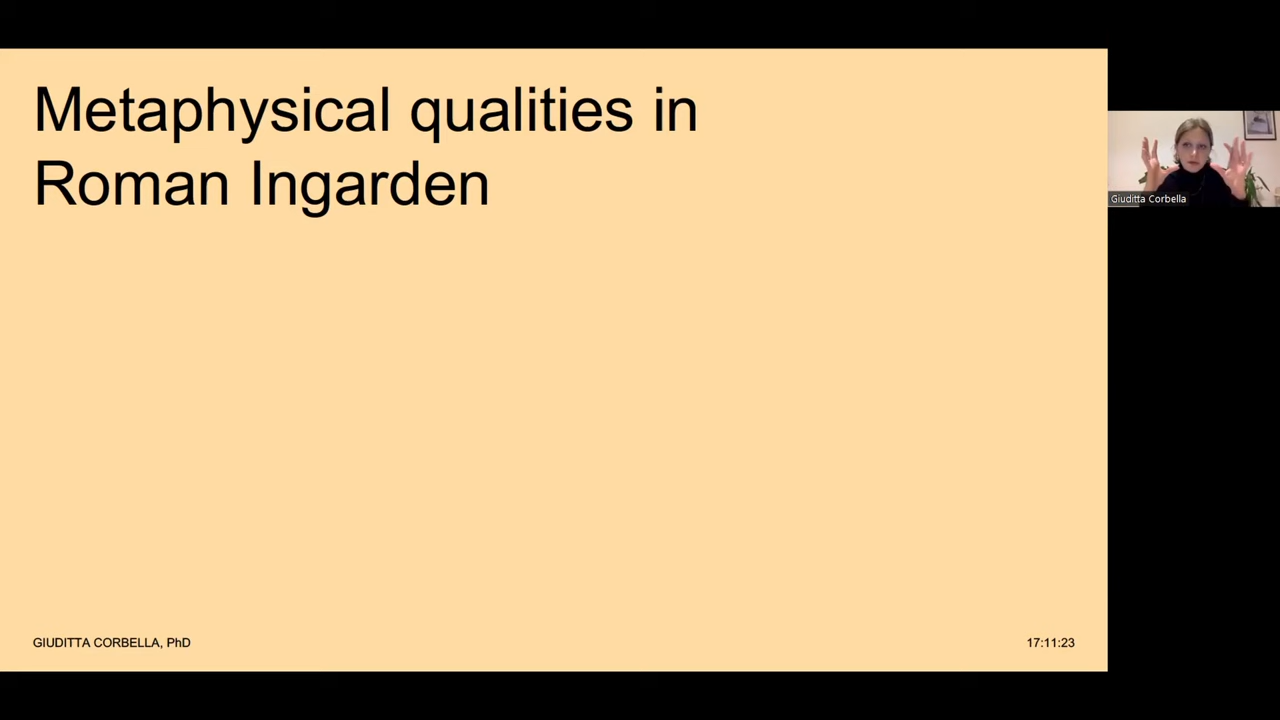 Metaphysical qualities in
Roman Ingarden
Giuditta Corbella
GIUDITTA CORBELLA, PhD
17:11:23